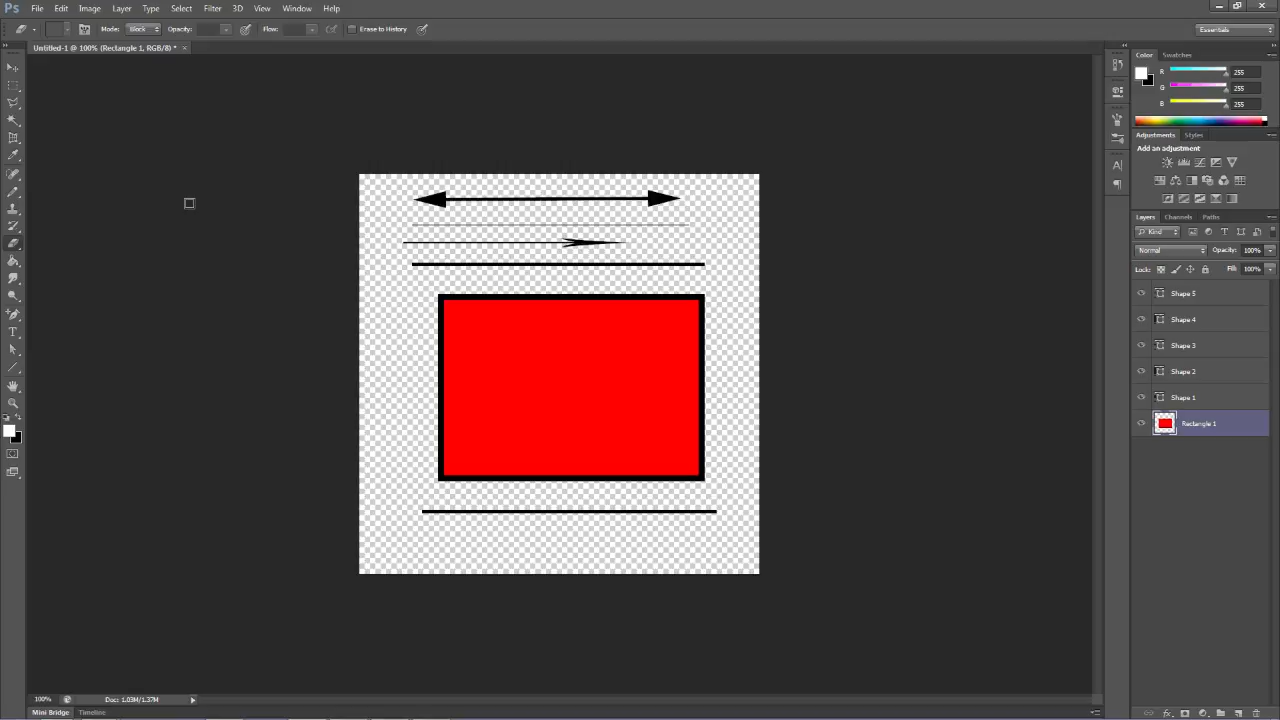 Ps File Edit Image Layer Type Select Filter 3D View Window Help
Mode: Block Opacity: Flow: Erase to History Essentials
Untitled-1 @ 100% (Rectangle 1, RGB/8) * ×
Color Swatches
R 255
G 255
B 255
Adjustments Styles
Add an adjustment
Layers Channels Paths
Kind
Normal Opacity: 100%
Lock: Fill: 100%
Shape 5
Shape 4
Shape 3
Shape 2
Shape 1
Rectangle 1
100% Doc: 1.03M/1.37M
Mini Bridge Timeline